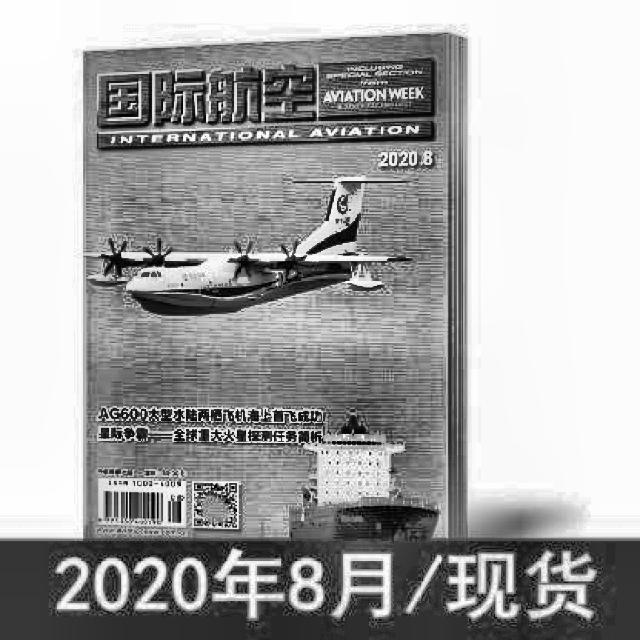 国际航空
INCLUDING
SPECIAL SECTION
from
AVIATION WEEK
INTERNATIONAL AVIATION
2020.8
AG600大型水陆两栖飞机海上首飞成功
星际争霸——全球重大火星探测任务简析
2020年8月/现货